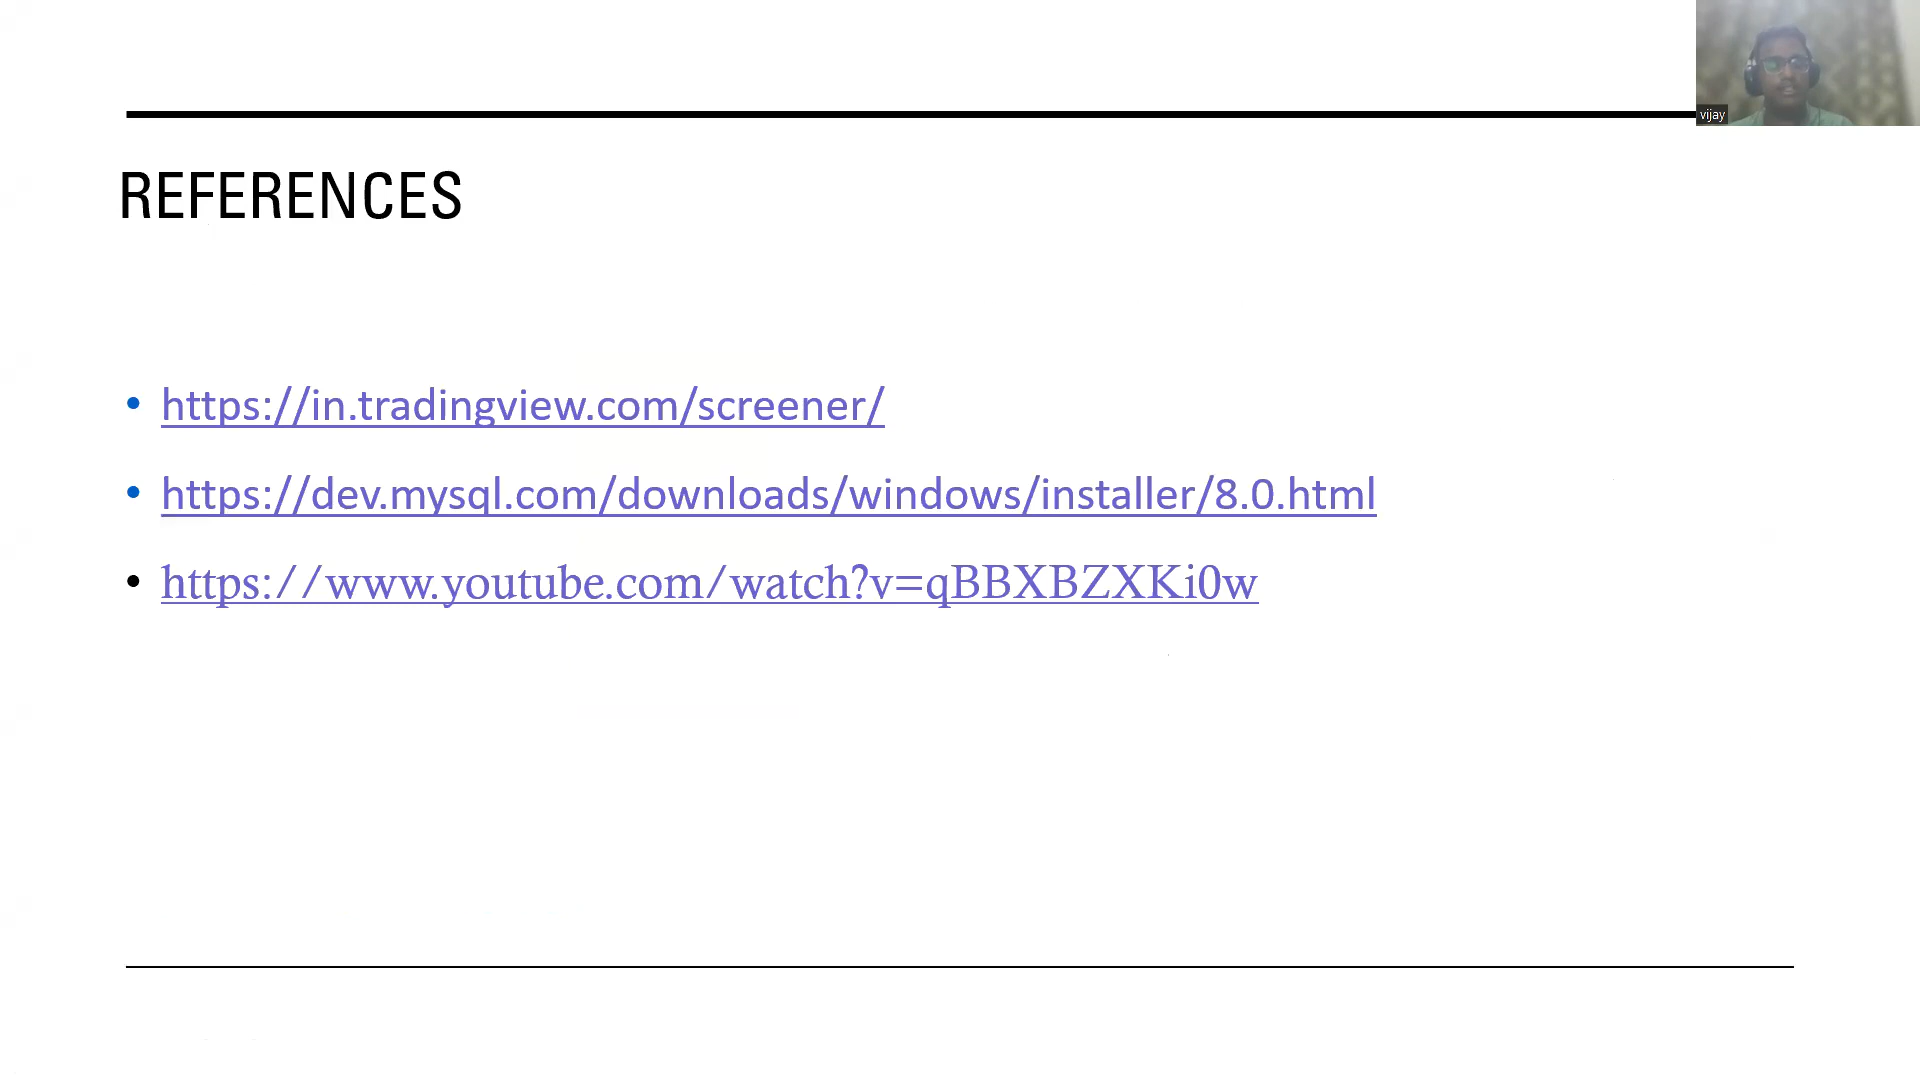 vijay
REFERENCES
• https://in.tradingview.com/screener/
• https://dev.mysql.com/downloads/windows/installer/8.0.html
• https://www.youtube.com/watch?v=qBBXBZXKi0w